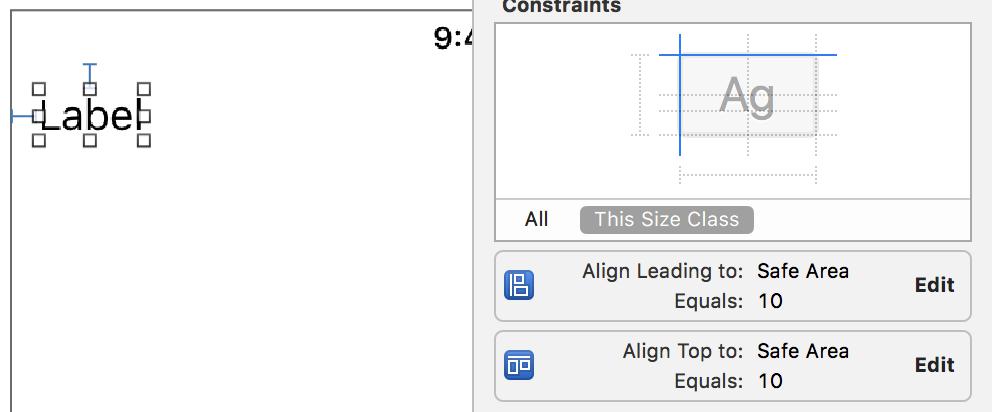 Constraints
9:4
Label
Ag
All This Size Class
Align Leading to: Safe Area
Equals: 10
Edit
Align Top to: Safe Area
Equals: 10
Edit